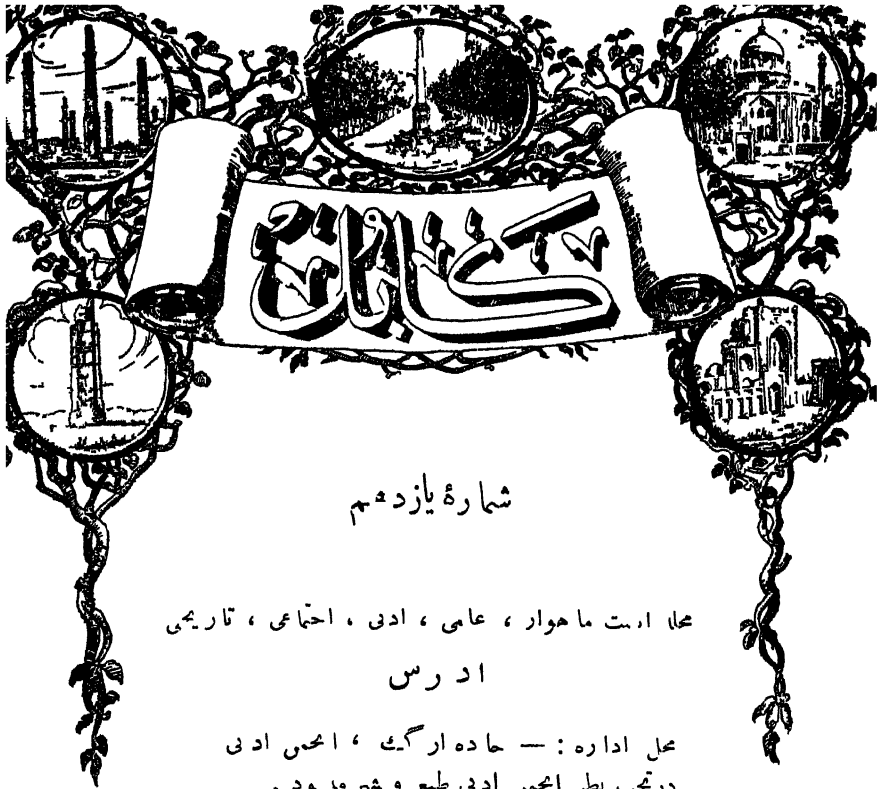 کابل
شمارهٔ یازدهم
مجله ایست ماهوار ، علمی ، ادبی ، اجتماعی ، تاریخی
ادرس
محل اداره : — جاده ارگ ، انجمن ادبی